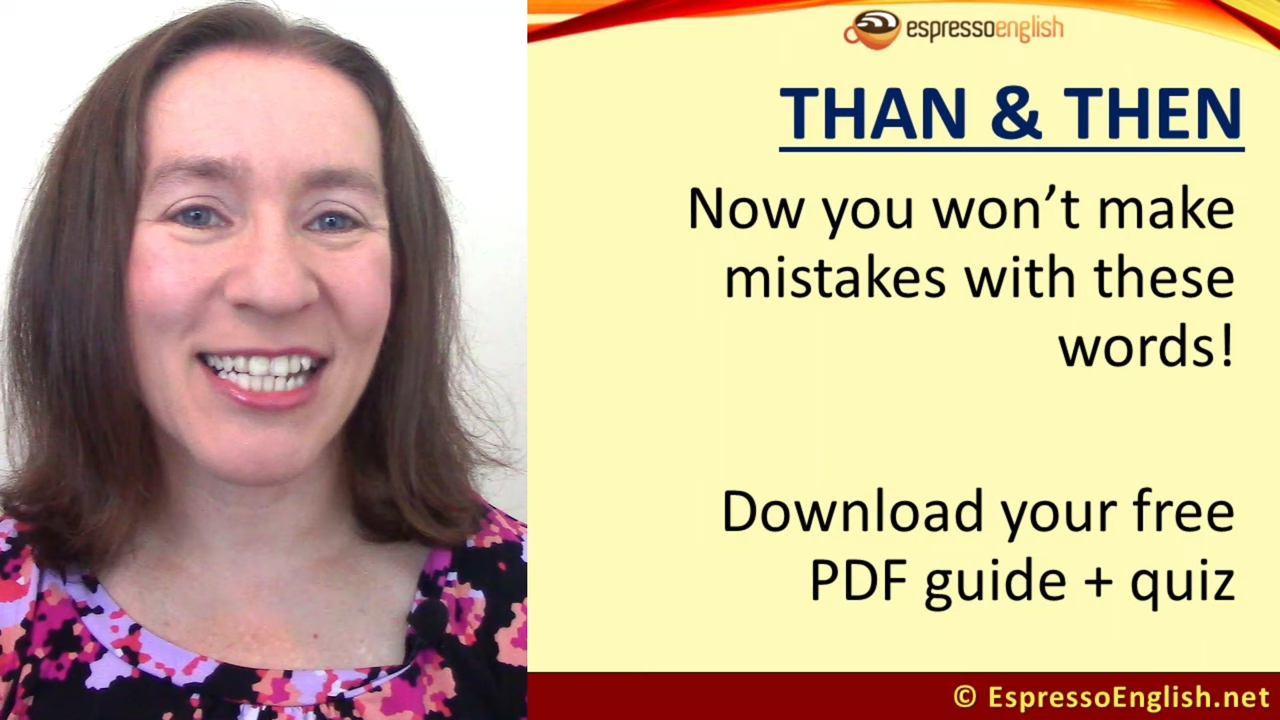 espressoenglish
THAN & THEN
Now you won’t make
mistakes with these
words!
Download your free
PDF guide + quiz
© EspressoEnglish.net